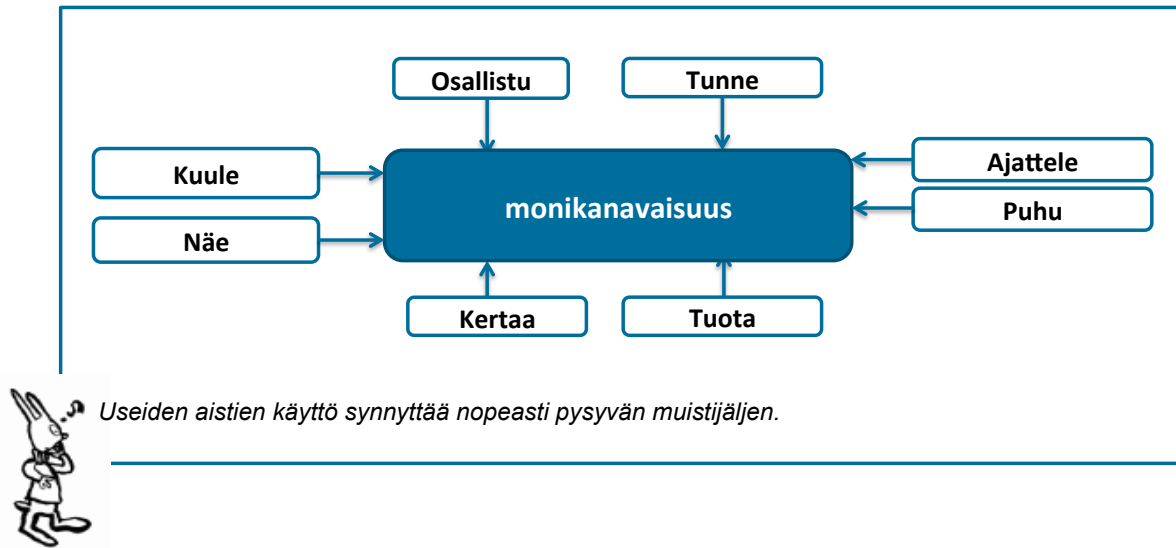 Osallistu
Tunne
Kuule
Ajattele
monikanavaisuus
Puhu
Näe
Kertaa
Tuota
Useiden aistien käyttö synnyttää nopeasti pysyvän muistijäljen.